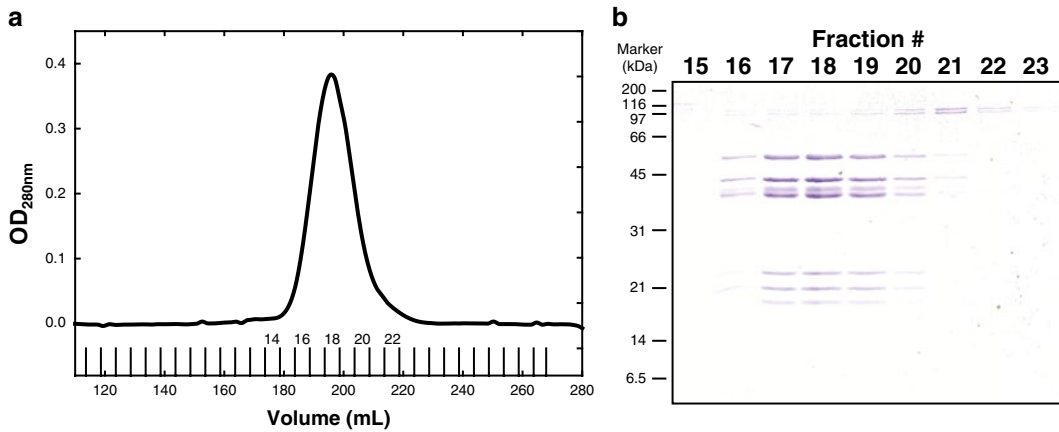 a
OD280nm
0.4
0.3
0.2
0.1
0.0
14 16 18 20 22
120 140 160 180 200 220 240 260 280
Volume (mL)
b
Fraction #
Marker
(kDa)
15 16 17 18 19 20 21 22 23
200
116
97
66
45
31
21
14
6.5